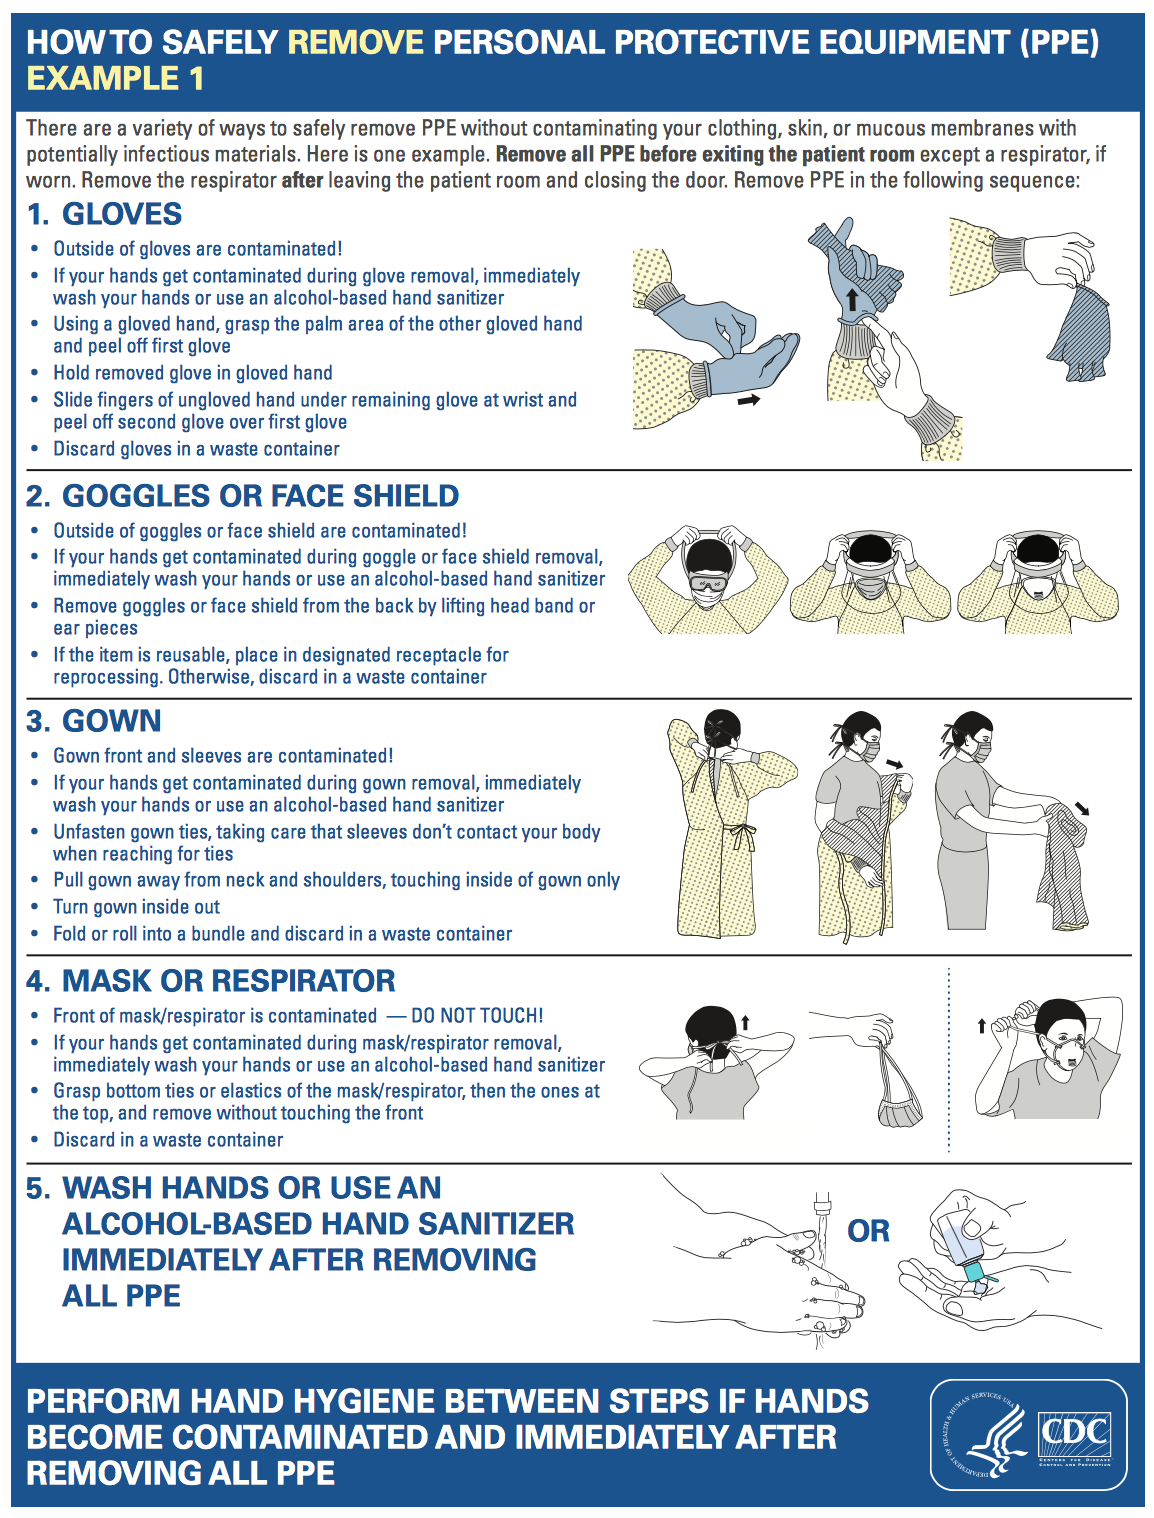 HOW TO SAFELY REMOVE PERSONAL PROTECTIVE EQUIPMENT (PPE)
EXAMPLE 1
There are a variety of ways to safely remove PPE without contaminating your clothing, skin, or mucous membranes with
potentially infectious materials. Here is one example. Remove all PPE before exiting the patient room except a respirator, if
worn. Remove the respirator after leaving the patient room and closing the door. Remove PPE in the following sequence:
1. GLOVES
• Outside of gloves are contaminated!
• If your hands get contaminated during glove removal, immediately
wash your hands or use an alcohol-based hand sanitizer
• Using a gloved hand, grasp the palm area of the other gloved hand
and peel off first glove
• Hold removed glove in gloved hand
• Slide fingers of ungloved hand under remaining glove at wrist and
peel off second glove over first glove
• Discard gloves in a waste container
2. GOGGLES OR FACE SHIELD
• Outside of goggles or face shield are contaminated!
• If your hands get contaminated during goggle or face shield removal,
immediately wash your hands or use an alcohol-based hand sanitizer
• Remove goggles or face shield from the back by lifting head band or
ear pieces
• If the item is reusable, place in designated receptacle for
reprocessing. Otherwise, discard in a waste container
3. GOWN
• Gown front and sleeves are contaminated!
• If your hands get contaminated during gown removal, immediately
wash your hands or use an alcohol-based hand sanitizer
• Unfasten gown ties, taking care that sleeves don't contact your body
when reaching for ties
• Pull gown away from neck and shoulders, touching inside of gown only
• Turn gown inside out
• Fold or roll into a bundle and discard in a waste container
4. MASK OR RESPIRATOR
• Front of mask/respirator is contaminated — DO NOT TOUCH!
• If your hands get contaminated during mask/respirator removal,
immediately wash your hands or use an alcohol-based hand sanitizer
• Grasp bottom ties or elastics of the mask/respirator, then the ones at
the top, and remove without touching the front
• Discard in a waste container
5. WASH HANDS OR USE AN
ALCOHOL-BASED HAND SANITIZER
IMMEDIATELY AFTER REMOVING
ALL PPE
OR
PERFORM HAND HYGIENE BETWEEN STEPS IF HANDS
BECOME CONTAMINATED AND IMMEDIATELY AFTER
REMOVING ALL PPE
DEPARTMENT OF HEALTH & HUMAN SERVICES·USA
CDC
CENTERS FOR DISEASE
CONTROL AND PREVENTION